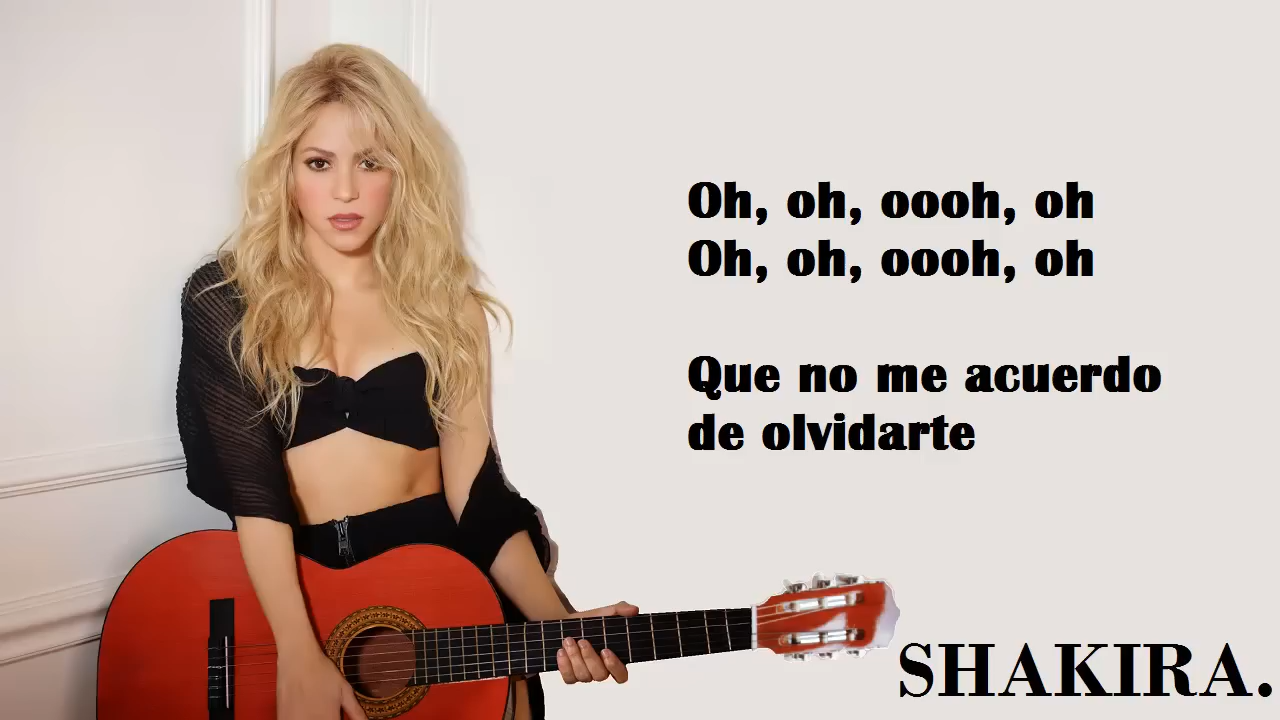 Oh, oh, oooh, oh
Oh, oh, oooh, oh
Que no me acuerdo
de olvidarte
SHAKIRA.